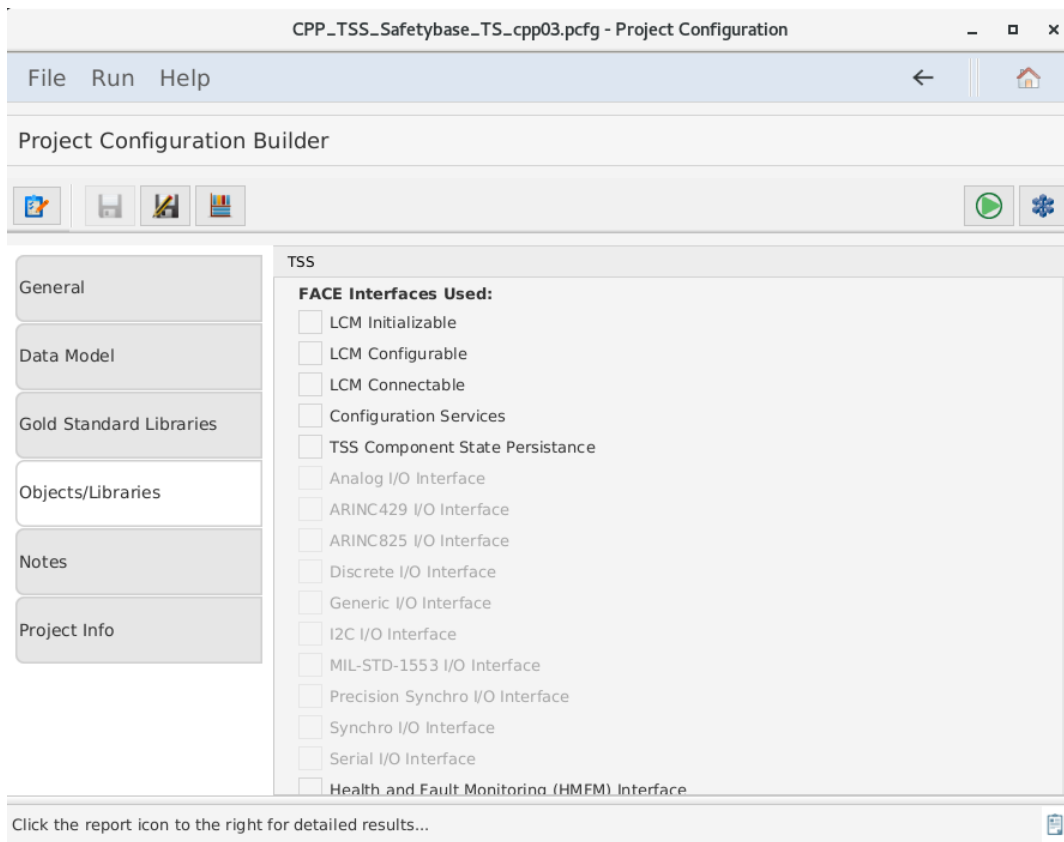 CPP_TSS_Safetybase_TS_cpp03.pcfg - Project Configuration
File Run Help
Project Configuration Builder
General
Data Model
Gold Standard Libraries
Objects/Libraries
Notes
Project Info
TSS
FACE Interfaces Used:
LCM Initializable
LCM Configurable
LCM Connectable
Configuration Services
TSS Component State Persistance
Analog I/O Interface
ARINC429 I/O Interface
ARINC825 I/O Interface
Discrete I/O Interface
Generic I/O Interface
I2C I/O Interface
MIL-STD-1553 I/O Interface
Precision Synchro I/O Interface
Synchro I/O Interface
Serial I/O Interface
Health and Fault Monitoring (HMFM) Interface
Click the report icon to the right for detailed results...